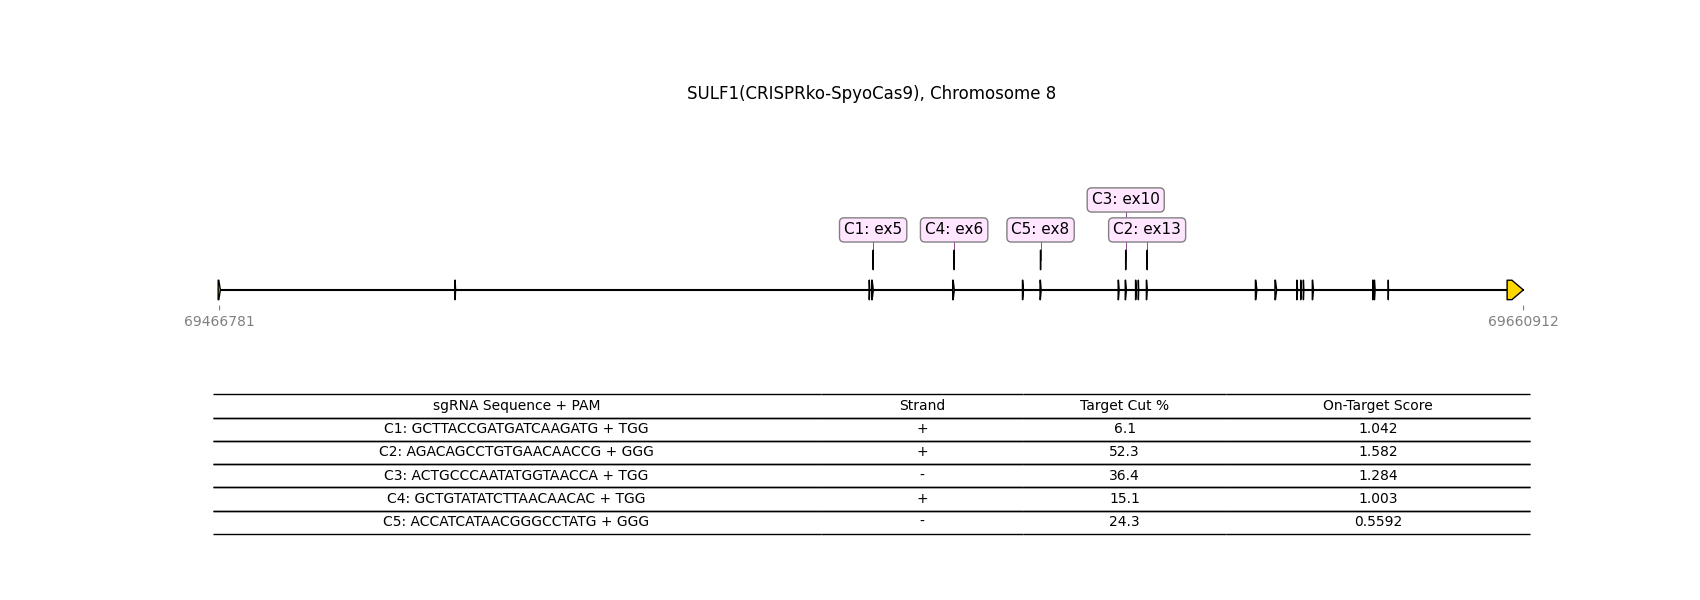 SULF1(CRISPRko-SpyoCas9), Chromosome 8
C3: ex10
C1: ex5 C4: ex6 C5: ex8 C2: ex13
69466781 69660912
sgRNA Sequence + PAM Strand Target Cut % On-Target Score
C1: GCTTACCGATGATCAAGATG + TGG + 6.1 1.042
C2: AGACAGCCTGTGAACAACCG + GGG + 52.3 1.582
C3: ACTGCCCAATATGGTAACCA + TGG - 36.4 1.284
C4: GCTGTATATCTTAACAACAC + TGG + 15.1 1.003
C5: ACCATCATAACGGGCCTATG + GGG - 24.3 0.5592